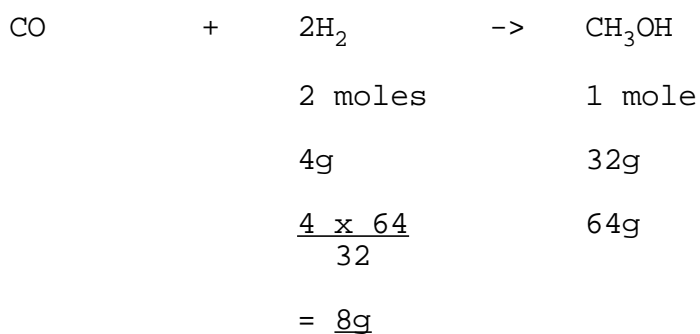 CO + 2H₂ -> CH₃OH
2 moles 1 mole
4g 32g
4 x 64 64g
32
= 8g